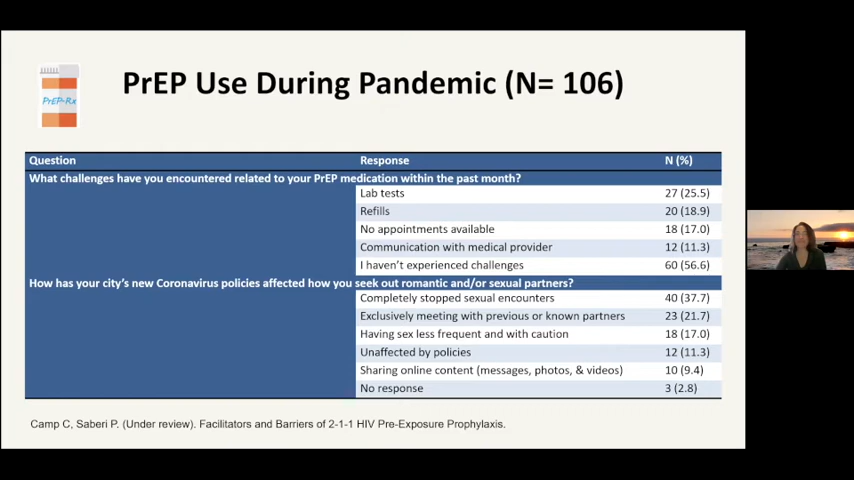 PrEP Use During Pandemic (N= 106)
PrEP-Rx
Question Response N (%)
What challenges have you encountered related to your PrEP medication within the past month?
Lab tests 27 (25.5)
Refills 20 (18.9)
No appointments available 18 (17.0)
Communication with medical provider 12 (11.3)
I haven't experienced challenges 60 (56.6)
How has your city's new Coronavirus policies affected how you seek out romantic and/or sexual partners?
Completely stopped sexual encounters 40 (37.7)
Exclusively meeting with previous or known partners 23 (21.7)
Having sex less frequent and with caution 18 (17.0)
Unaffected by policies 12 (11.3)
Sharing online content (messages, photos, & videos) 10 (9.4)
No response 3 (2.8)
Camp C, Saberi P. (Under review). Facilitators and Barriers of 2-1-1 HIV Pre-Exposure Prophylaxis.